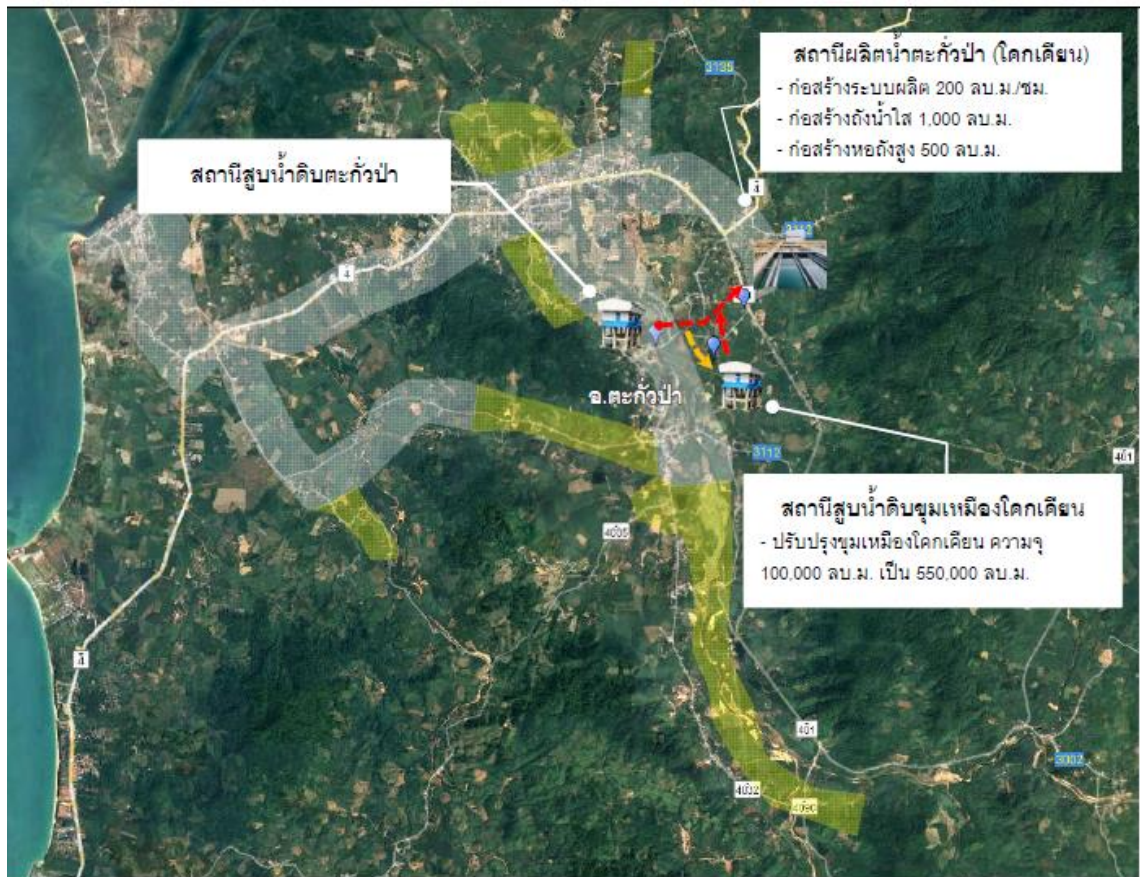 3135
สถานีผลิตน้ำตะกั่วป่า (โคกเคียน)
- ก่อสร้างระบบผลิต 200 ลบ.ม./ชม.
- ก่อสร้างถังน้ำใส 1,000 ลบ.ม.
- ก่อสร้างหอถังสูง 500 ลบ.ม.
สถานีสูบน้ำดิบตะกั่วป่า
4
4
อ.ตะกั่วป่า
3112
401
สถานีสูบน้ำดิบขุมเหมืองโคกเคียน
- ปรับปรุงขุมเหมืองโคกเคียน ความจุ
100,000 ลบ.ม. เป็น 550,000 ลบ.ม.
4
401
3002
4032
4090